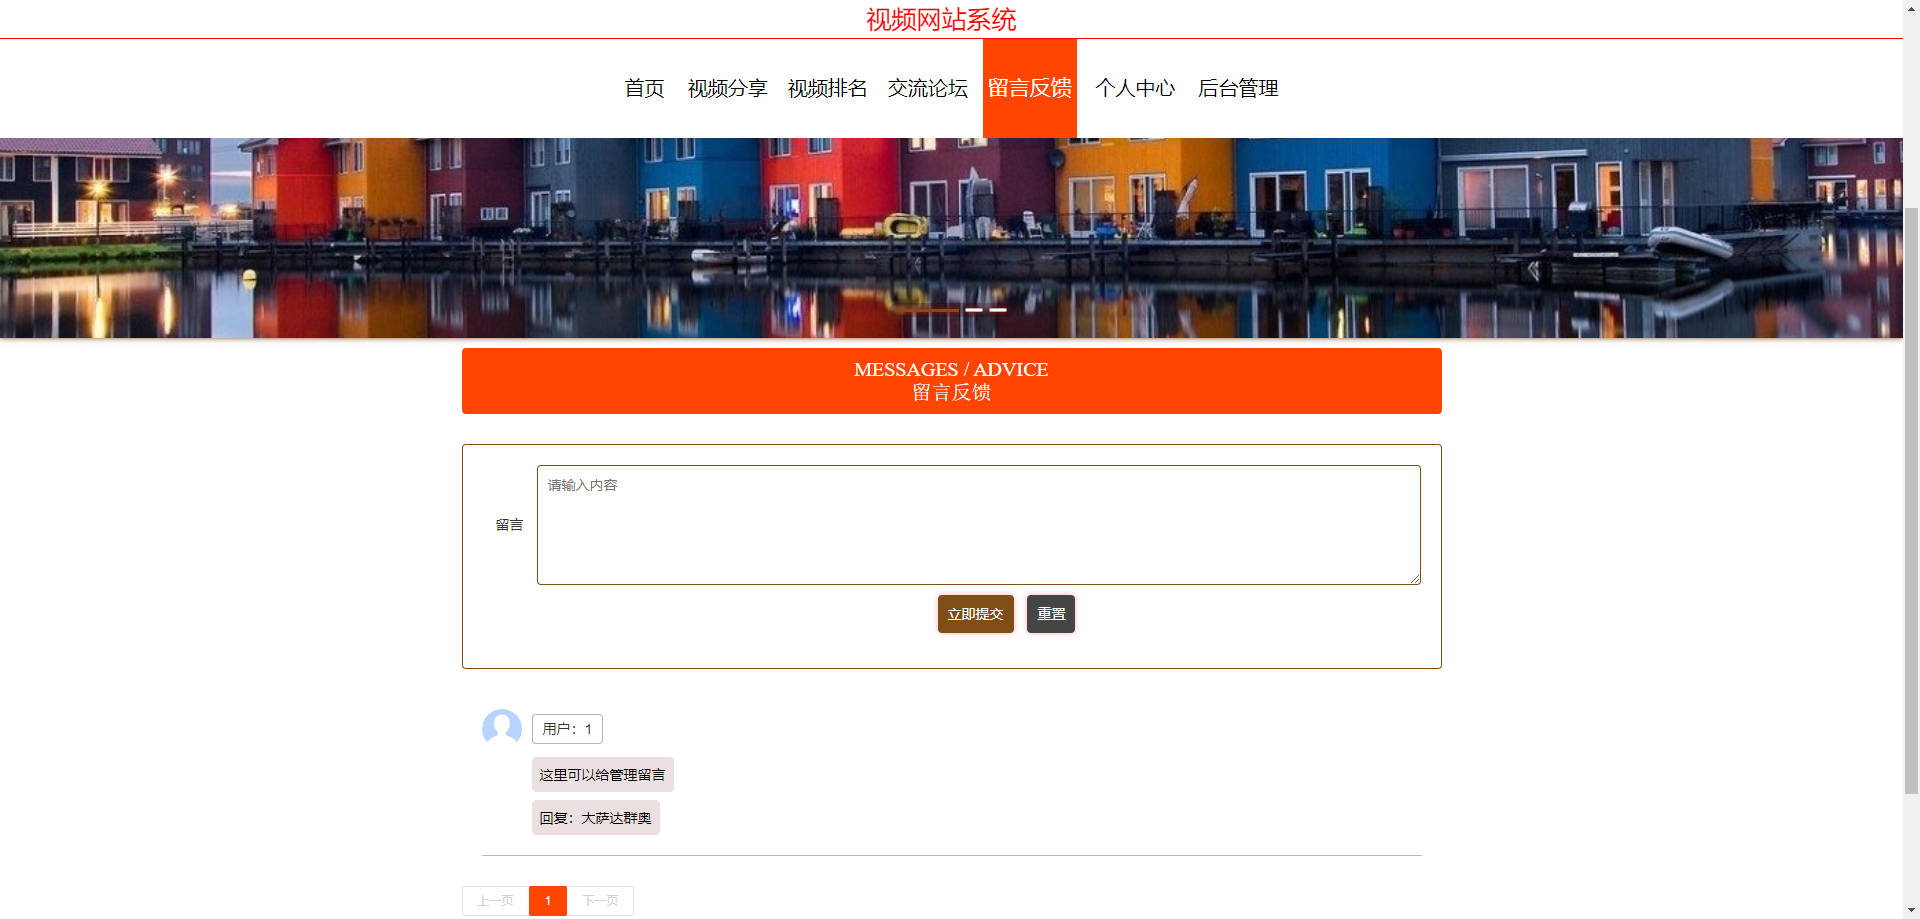 视频网站系统
首页 视频分享 视频排名 交流论坛 留言反馈 个人中心 后台管理
MESSAGES / ADVICE
留言反馈
请输入内容
留言
立即提交 重置
用户：1
这里可以给管理留言
回复：大萨达群奥
上一页 1 下一页